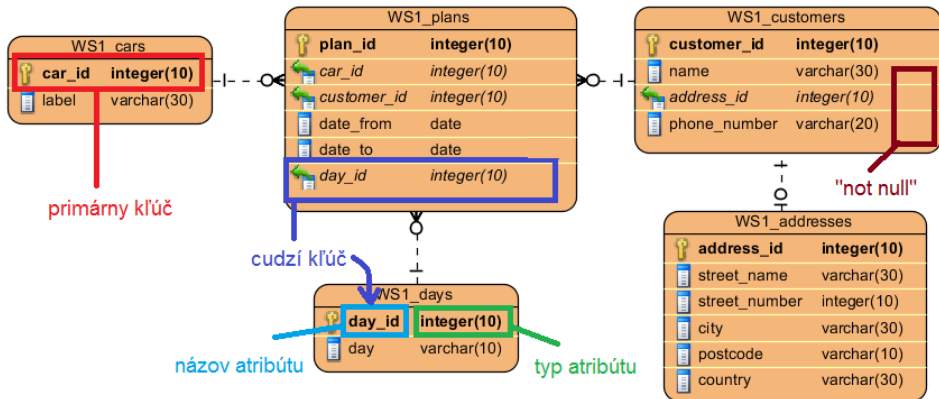 WS1_cars
car_id integer(10)
label varchar(30)
primárny kľúč
WS1_plans
plan_id integer(10)
car_id integer(10)
customer_id integer(10)
date_from date
date_to date
day_id integer(10)
cudzí kľúč
WS1_days
day_id integer(10)
day varchar(10)
názov atribútu
typ atribútu
WS1_customers
customer_id integer(10)
name varchar(30)
address_id integer(10)
phone_number varchar(20)
"not null"
WS1_addresses
address_id integer(10)
street_name varchar(30)
street_number integer(10)
city varchar(30)
postcode varchar(10)
country varchar(30)